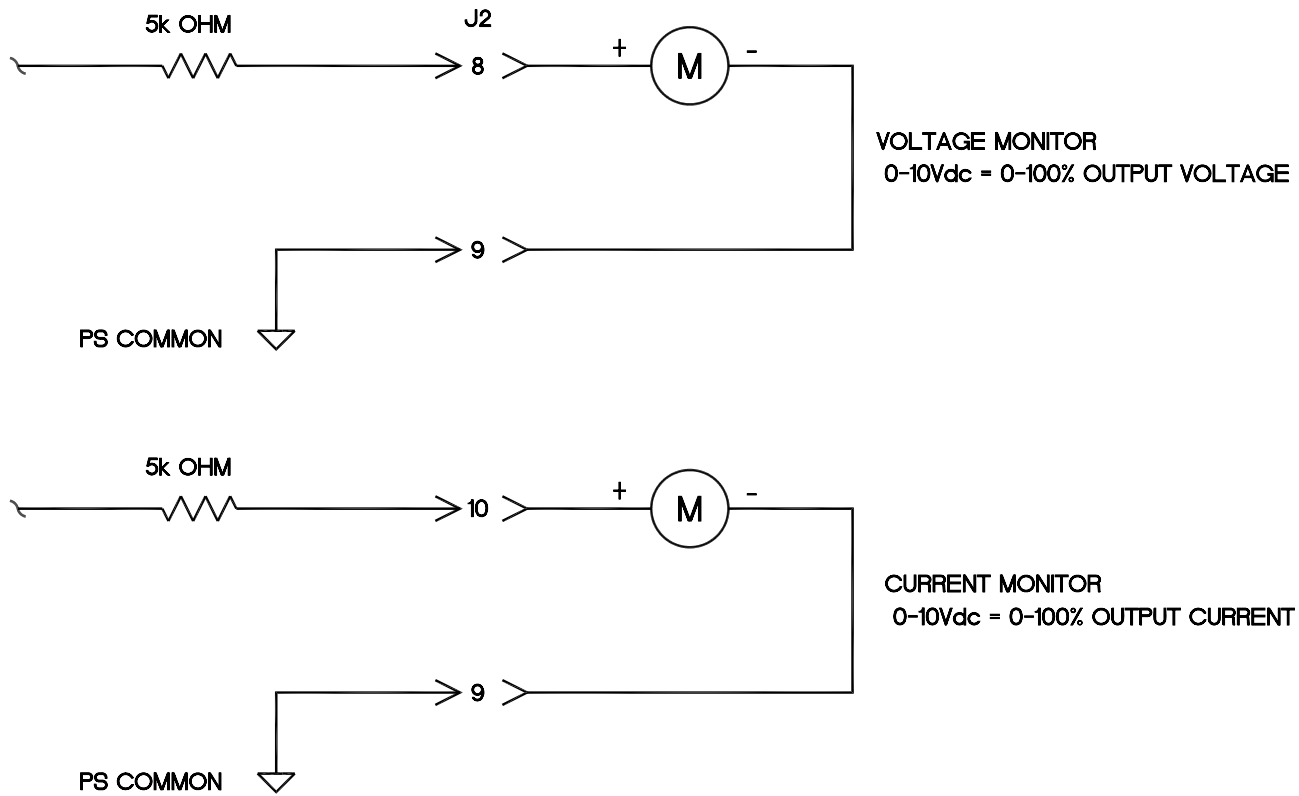 5k OHM
J2
8
+
M
-
VOLTAGE MONITOR
0-10Vdc = 0-100% OUTPUT VOLTAGE
9
PS COMMON
5k OHM
10
+
M
-
CURRENT MONITOR
0-10Vdc = 0-100% OUTPUT CURRENT
9
PS COMMON